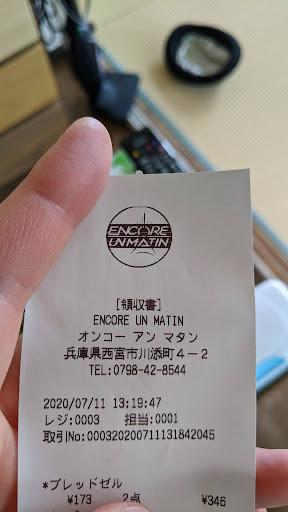 ENCORE
UN MATIN
[領収書]
ENCORE UN MATIN
オンコー アン マタン
兵庫県西宮市川添町4-2
TEL:0798-42-8544
2020/07/11 13:19:47
レジ:0003 担当:0001
取引No:00032020071113184 2045
*ブレッドゼル
¥173 2点 ¥346